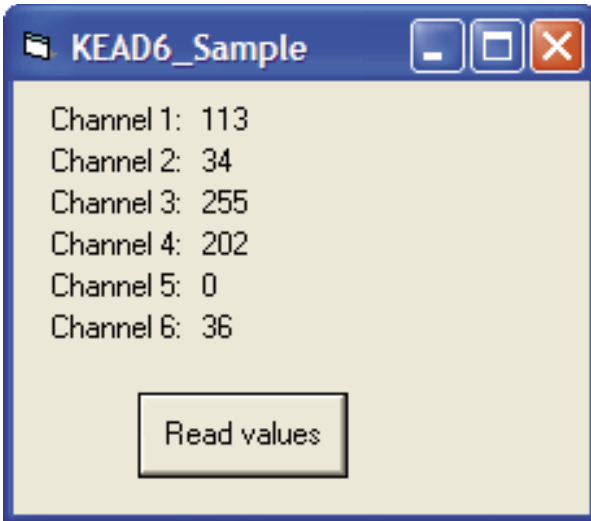 KEAD6_Sample
Channel 1: 113
Channel 2: 34
Channel 3: 255
Channel 4: 202
Channel 5: 0
Channel 6: 36
Read values